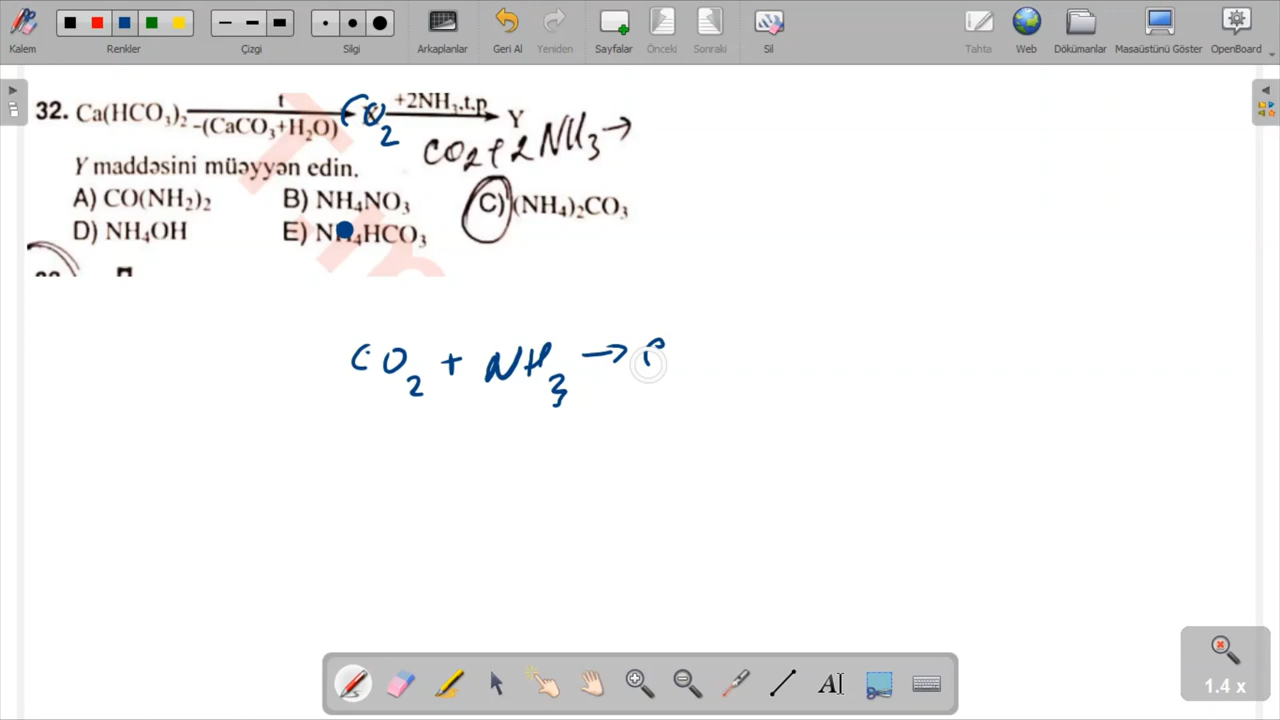 Kalem Renkler Çizgi Silgi Arkaplanlar Geri Al Yeniden Sayfalar Önceki Sonraki Sil Tahta Web Dökümanlar Masaüstünü Göster OpenBoard
32. Ca(HCO₃)₂ t -(CaCO₃+H₂O) CO₂ +2NH₃,t,p Y
CO₂+2NH₃→
Y maddəsini müəyyən edin.
A) CO(NH₂)₂ B) NH₄NO₃ C) (NH₄)₂CO₃
D) NH₄OH E) NH₄HCO₃
CO₂ + NH₃ →
AI
1.4 x